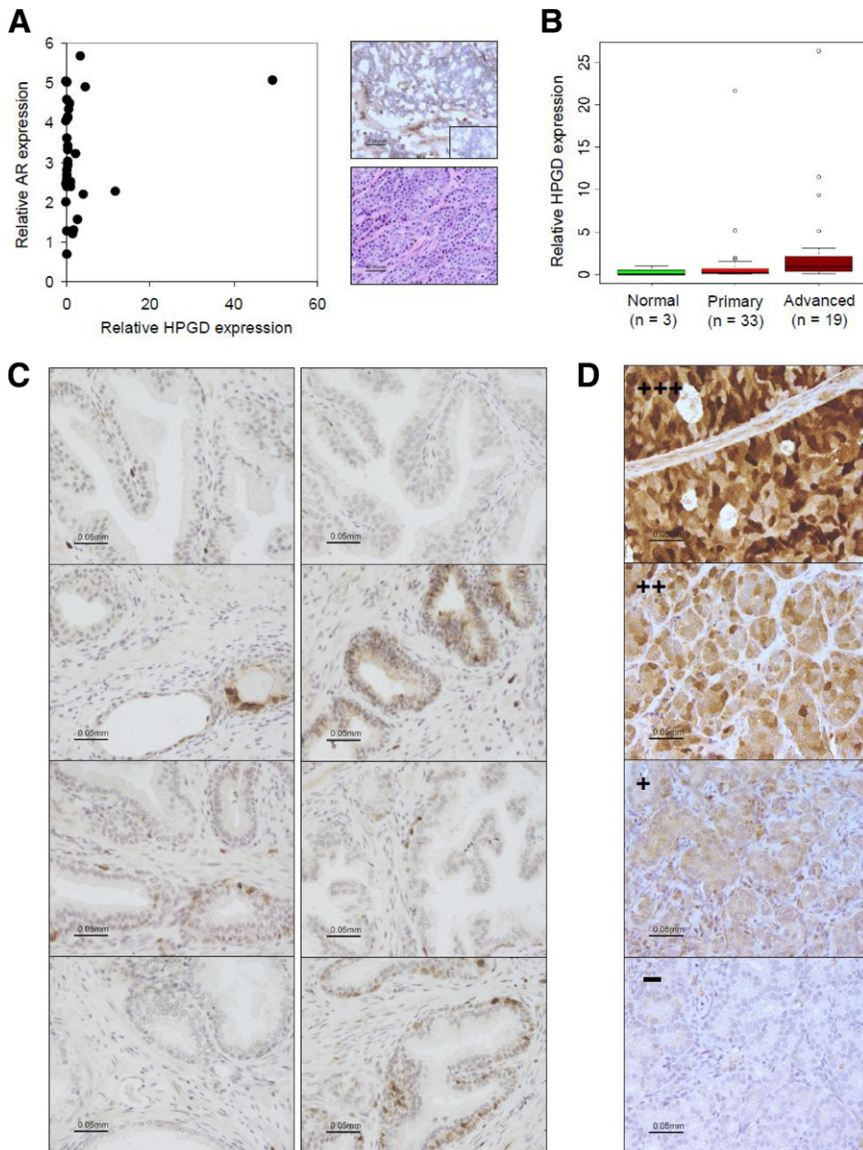 A
6
5
4
3
2
1
0
Relative AR expression
0
20
40
60
Relative HPGD expression
B
25
20
15
10
5
0
Relative HPGD expression
Normal
(n = 3)
Primary
(n = 33)
Advanced
(n = 19)
C
0.05mm
0.05mm
0.05mm
0.05mm
0.05mm
0.05mm
0.05mm
0.05mm
D
+++
0.05mm
++
0.05mm
+
0.05mm
−
0.05mm